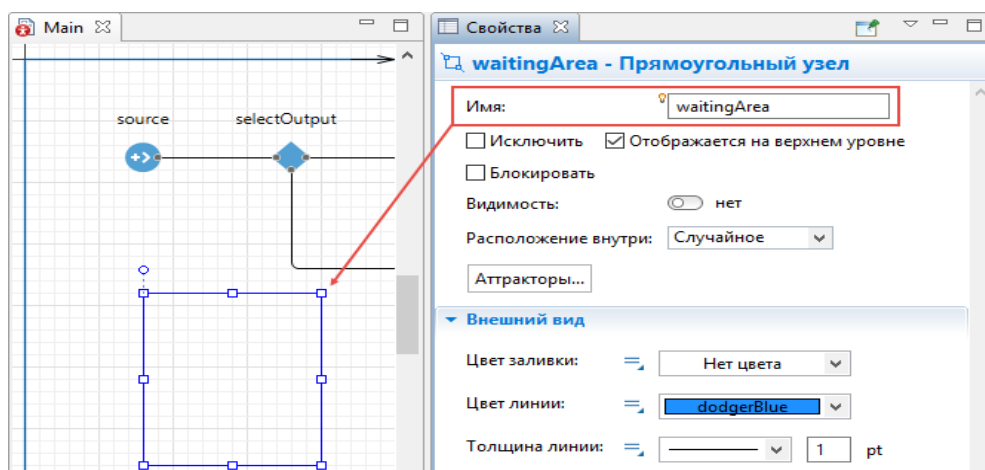 Main
source
selectOutput
Свойства
waitingArea - Прямоугольный узел
Имя: waitingArea
Исключить Отображается на верхнем уровне
Блокировать
Видимость: нет
Расположение внутри: Случайное
Аттракторы...
Внешний вид
Цвет заливки: Нет цвета
Цвет линии: dodgerBlue
Толщина линии: 1 pt